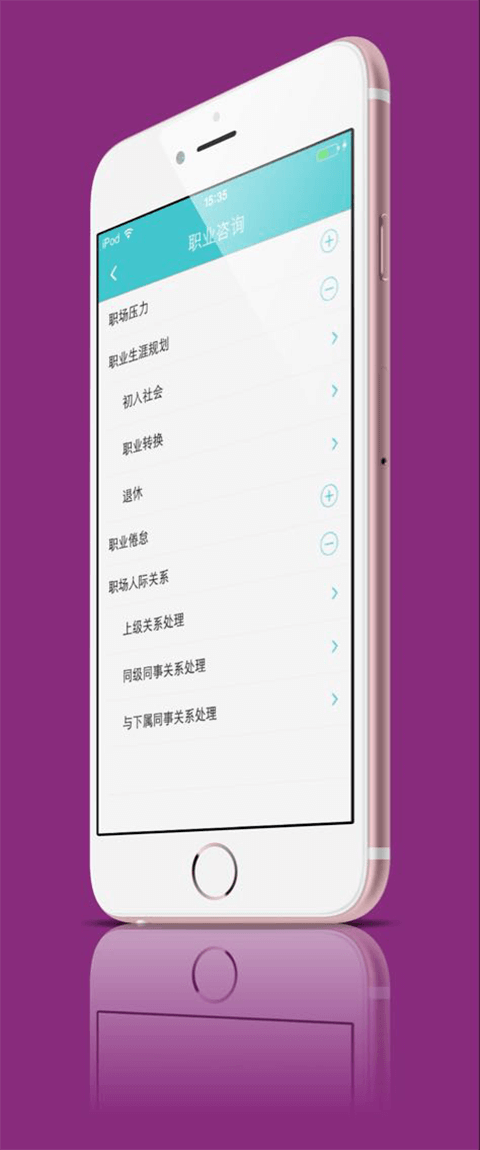 iPod 15:35
职业咨询
职场压力
职业生涯规划
初入社会
职业转换
退休
职业倦怠
职场人际关系
上级关系处理
同级同事关系处理
与下属同事关系处理